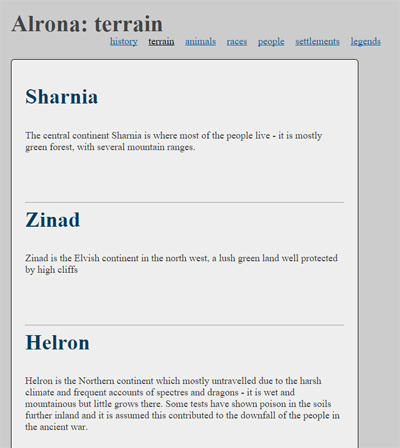 Alrona: terrain
history terrain animals races people settlements legends
Sharnia
The central continent Sharnia is where most of the people live - it is mostly
green forest, with several mountain ranges.
Zinad
Zinad is the Elvish continent in the north west, a lush green land well protected
by high cliffs
Helron
Helron is the Northern continent which mostly untravelled due to the harsh
climate and frequent accounts of spectres and dragons - it is wet and
mountainous but little grows there. Some tests have shown poison in the soils
further inland and it is assumed this contributed to the downfall of the people in
the ancient war.